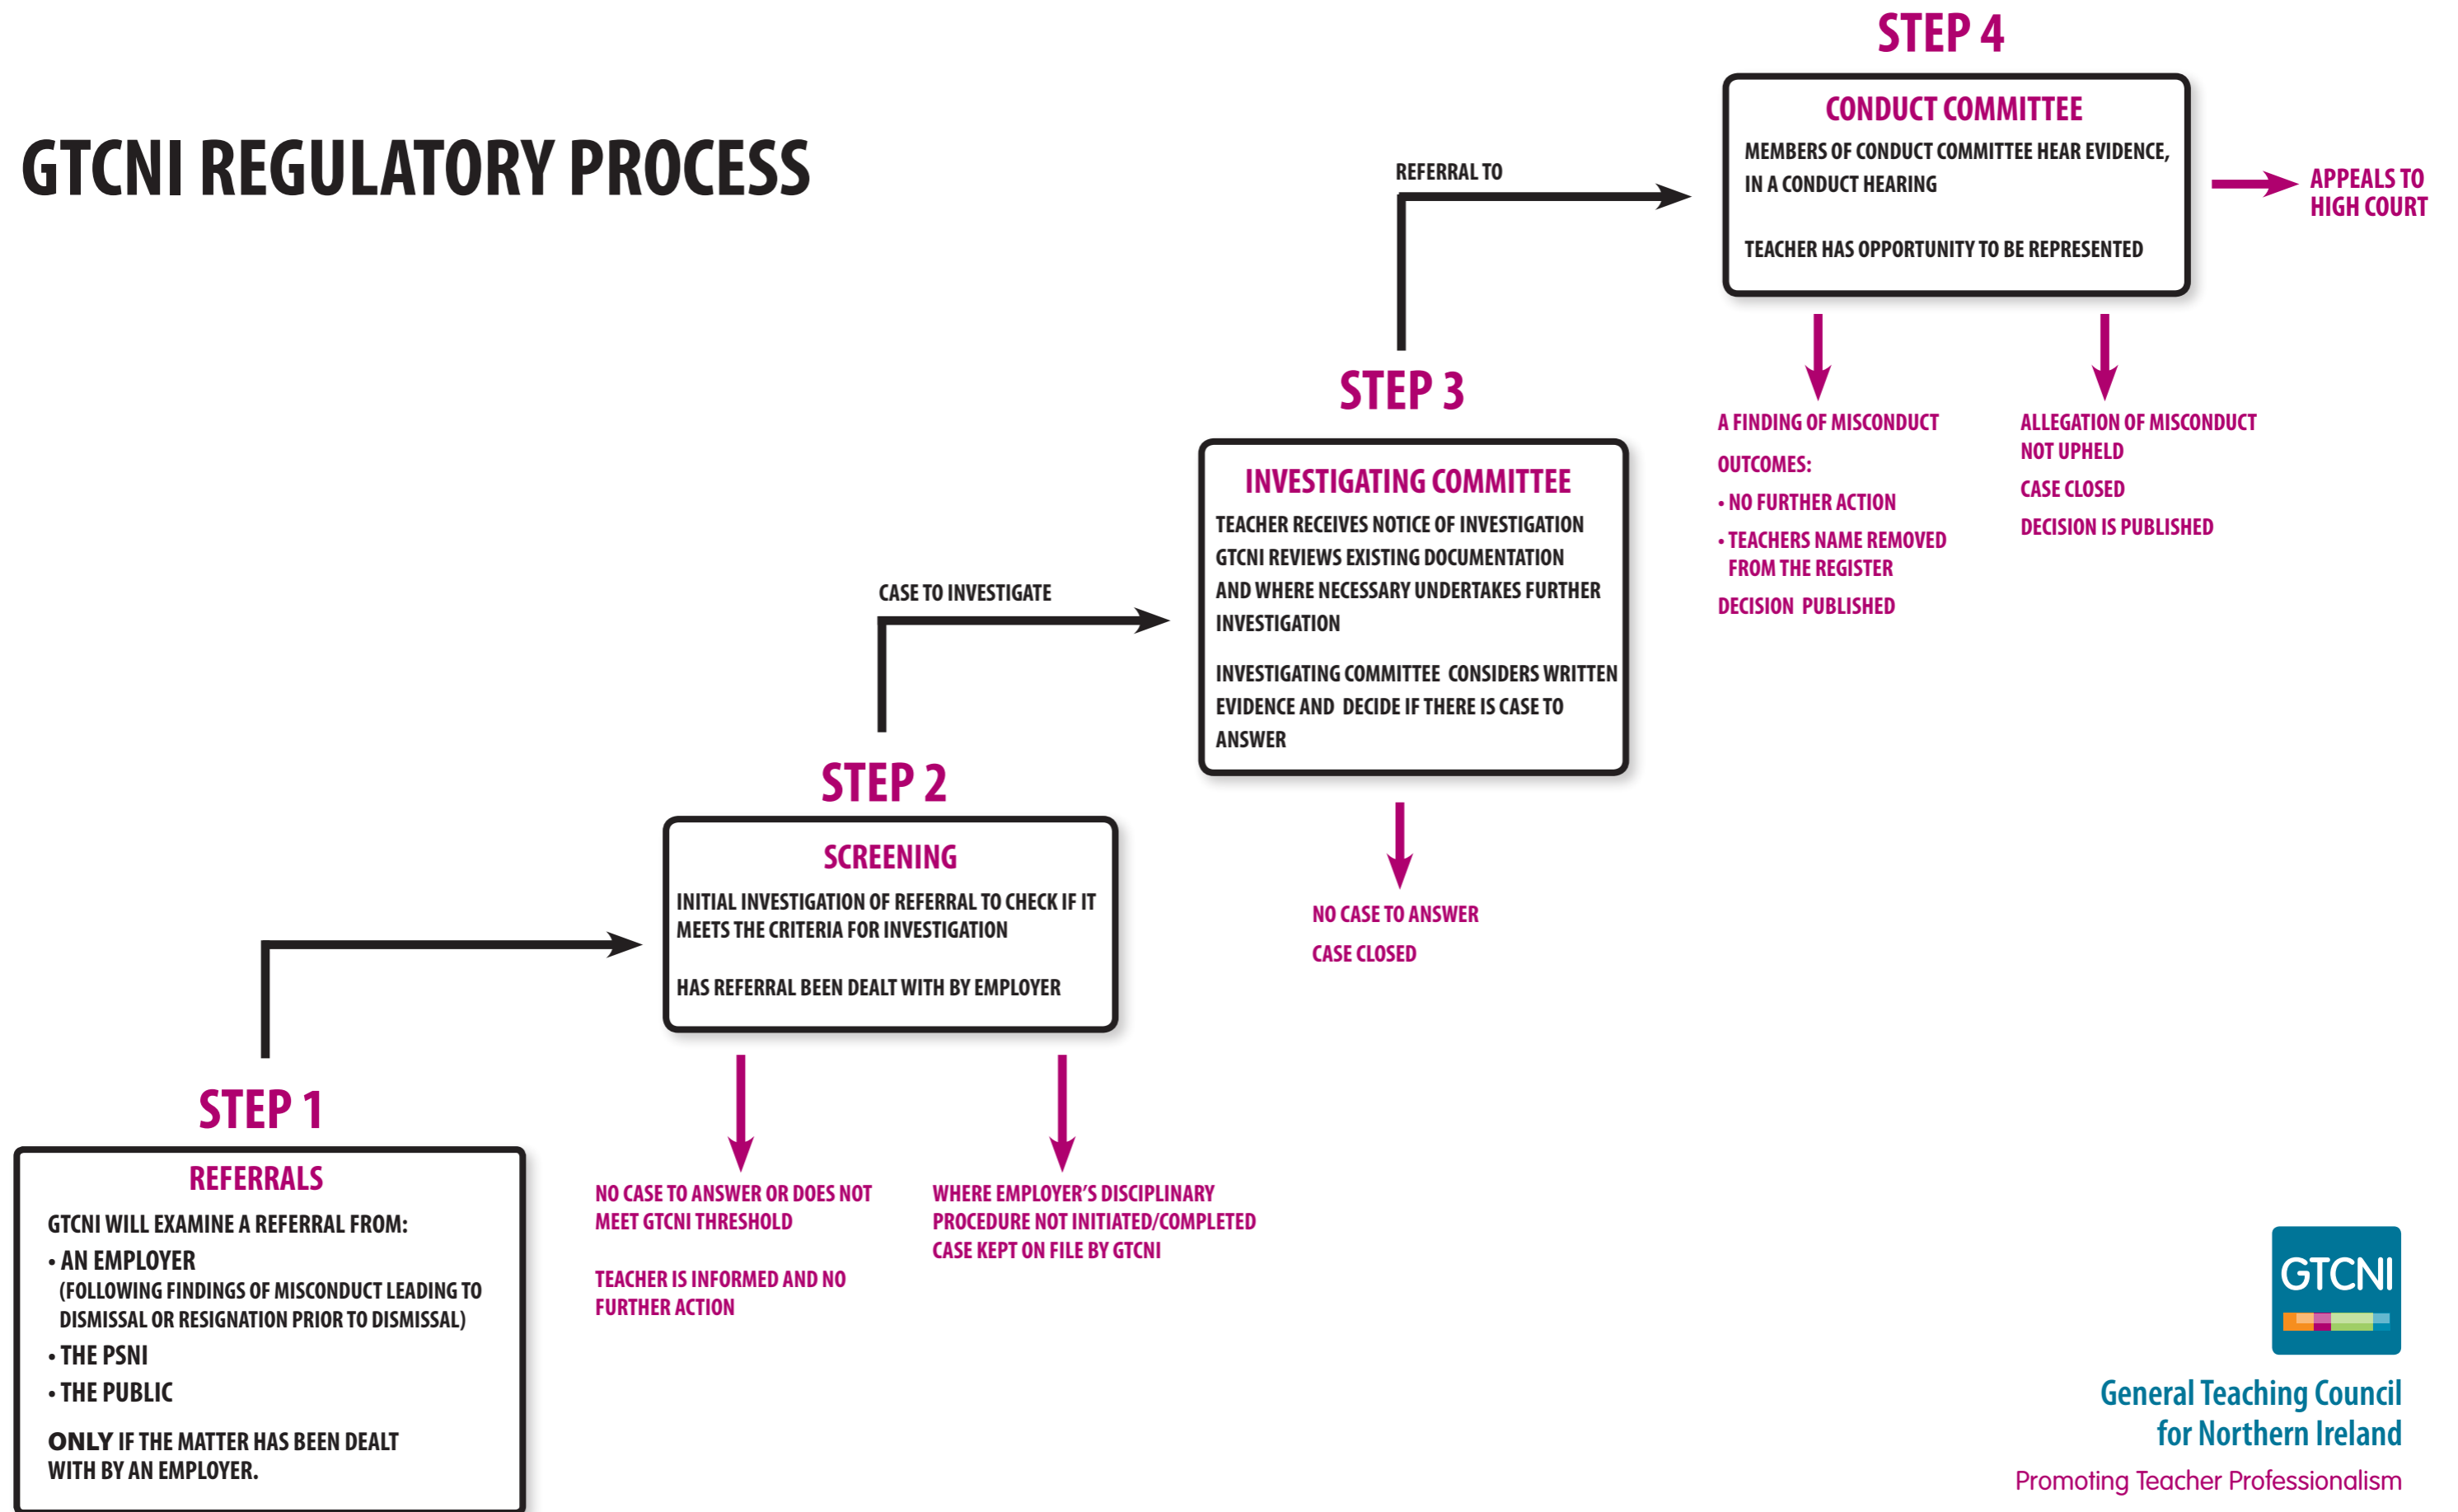 GTCNI REGULATORY PROCESS
STEP 1
REFERRALS
GTCNI WILL EXAMINE A REFERRAL FROM:
• AN EMPLOYER
(FOLLOWING FINDINGS OF MISCONDUCT LEADING TO
DISMISSAL OR RESIGNATION PRIOR TO DISMISSAL)
• THE PSNI
• THE PUBLIC
ONLY IF THE MATTER HAS BEEN DEALT
WITH BY AN EMPLOYER.
STEP 2
SCREENING
INITIAL INVESTIGATION OF REFERRAL TO CHECK IF IT
MEETS THE CRITERIA FOR INVESTIGATION
HAS REFERRAL BEEN DEALT WITH BY EMPLOYER
NO CASE TO ANSWER OR DOES NOT
MEET GTCNI THRESHOLD
TEACHER IS INFORMED AND NO
FURTHER ACTION
WHERE EMPLOYER'S DISCIPLINARY
PROCEDURE NOT INITIATED/COMPLETED
CASE KEPT ON FILE BY GTCNI
CASE TO INVESTIGATE
STEP 3
INVESTIGATING COMMITTEE
TEACHER RECEIVES NOTICE OF INVESTIGATION
GTCNI REVIEWS EXISTING DOCUMENTATION
AND WHERE NECESSARY UNDERTAKES FURTHER
INVESTIGATION
INVESTIGATING COMMITTEE CONSIDERS WRITTEN
EVIDENCE AND DECIDE IF THERE IS CASE TO
ANSWER
NO CASE TO ANSWER
CASE CLOSED
REFERRAL TO
STEP 4
CONDUCT COMMITTEE
MEMBERS OF CONDUCT COMMITTEE HEAR EVIDENCE,
IN A CONDUCT HEARING
TEACHER HAS OPPORTUNITY TO BE REPRESENTED
APPEALS TO
HIGH COURT
A FINDING OF MISCONDUCT
OUTCOMES:
• NO FURTHER ACTION
• TEACHERS NAME REMOVED
FROM THE REGISTER
DECISION PUBLISHED
ALLEGATION OF MISCONDUCT
NOT UPHELD
CASE CLOSED
DECISION IS PUBLISHED
GTCNI
General Teaching Council
for Northern Ireland
Promoting Teacher Professionalism